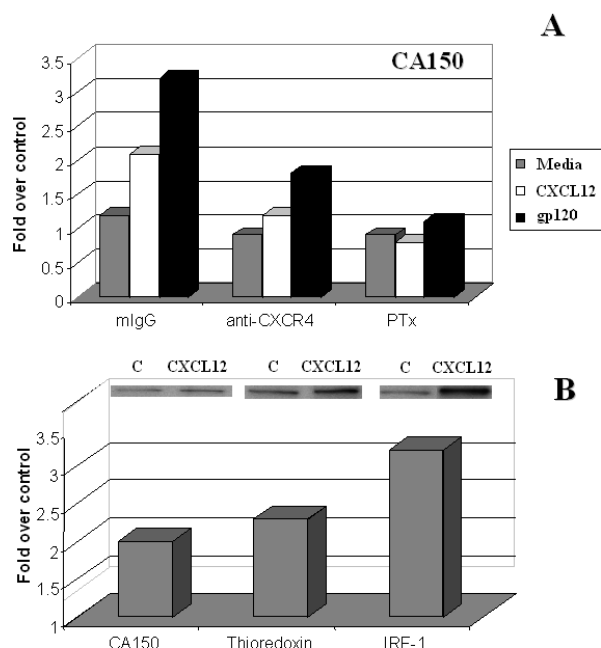 A
CA150
3.5
3
2.5
2
1.5
1
0.5
0
Fold over control
mIgG
anti-CXCR4
PTx
Media
CXCL12
gp120
B
C CXCL12 C CXCL12 C CXCL12
3.5
3
2.5
2
1.5
1
Fold over control
CA150
Thioredoxin
IRF-1